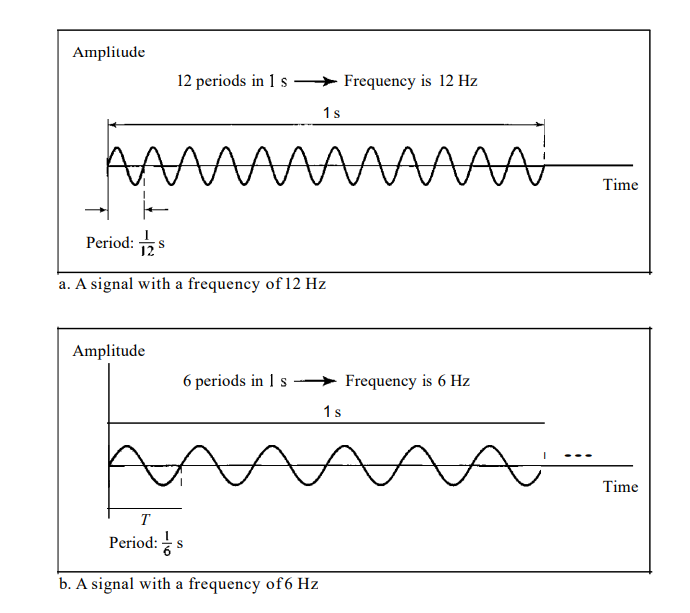 Amplitude
12 periods in 1 s → Frequency is 12 Hz
1 s
Time
Period: 1/12 s
a. A signal with a frequency of 12 Hz
Amplitude
6 periods in 1 s → Frequency is 6 Hz
1 s
...
Time
T
Period: 1/6 s
b. A signal with a frequency of 6 Hz